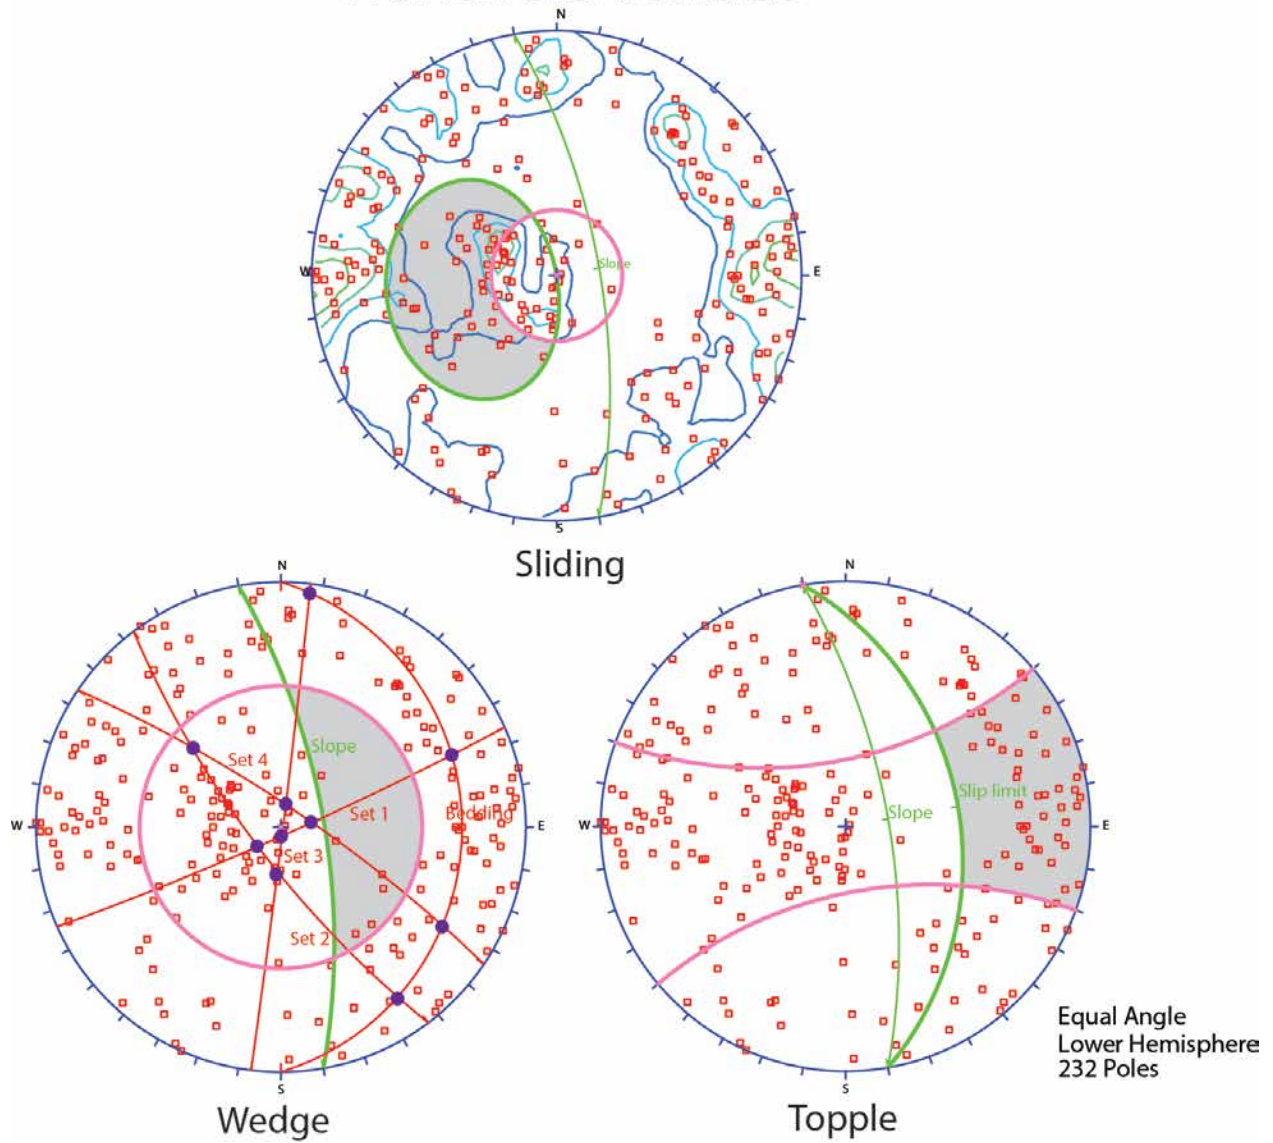 N
W
Slope
E
S
Sliding
N
Slope
Set 4
Set 1
Bedding
W
E
Set 3
Set 2
S
Wedge
N
Slip limit
Slope
W
E
S
Topple
Equal Angle
Lower Hemisphere
232 Poles